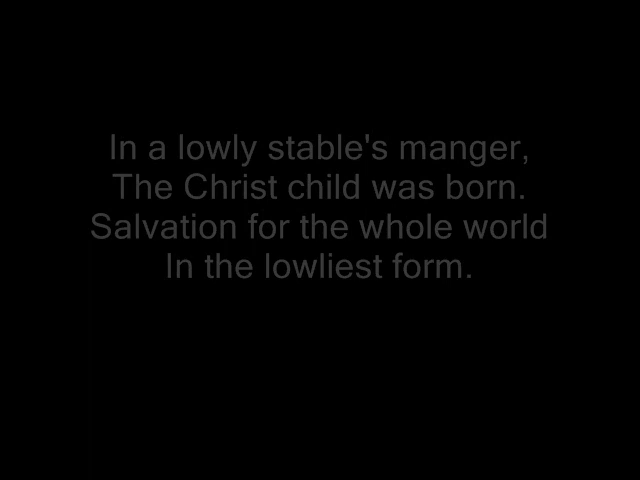 In a lowly stable's manger,
The Christ child was born.
Salvation for the whole world
In the lowliest form.